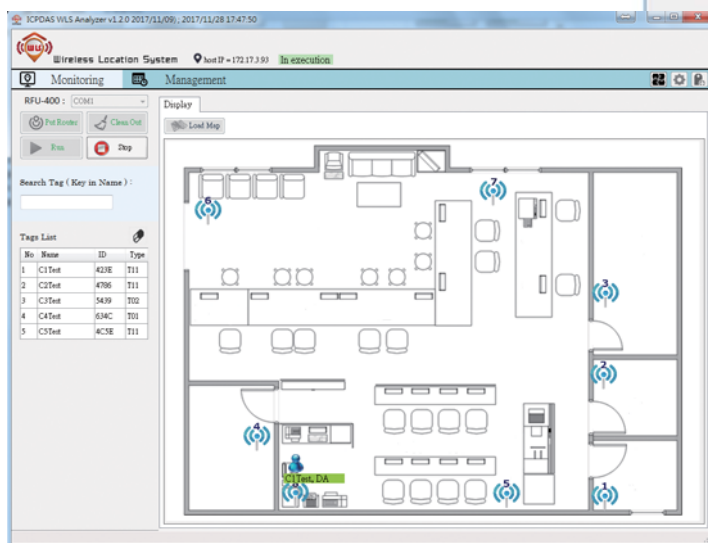 ICPDAS WLS Analyzer v1.2.0 2017/11/09) ; 2017/11/28 17:47:50
WLS
Wireless Location System
host IP = 172.17.3.93
In execution
Monitoring
Management
RFU-400 : COM1
Put Router
Clean Out
Run
Stop
Search Tag ( Key in Name ) :
Tags List
No Name ID Type
1 C1Test 423E T11
2 C2Test 4786 T11
3 C3Test 5439 T02
4 C4Test 634C T01
5 C5Test 4C5E T11
Display
Load Map
6
7
3
2
4
C1Test, DA
5
1